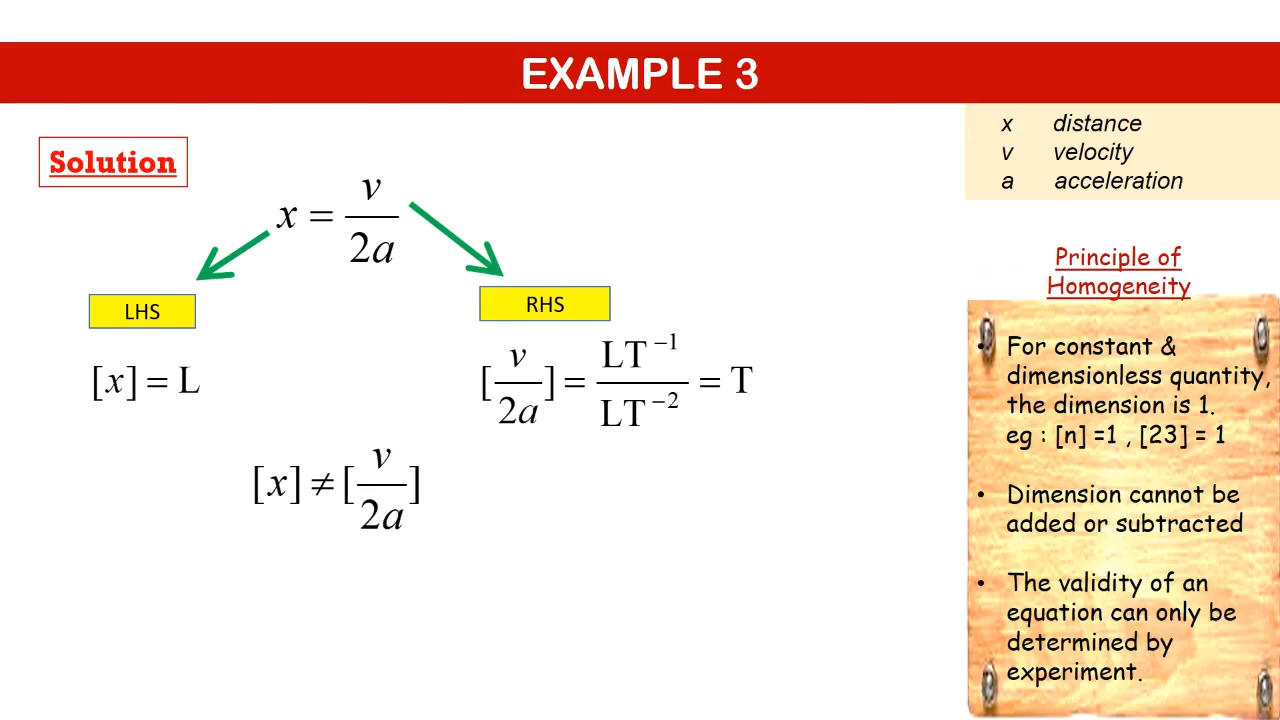 EXAMPLE 3
Solution
x = v/2a
LHS
[x] = L
RHS
[v/2a] = LT⁻¹/LT⁻² = T
[x] ≠ [v/2a]
x distance
v velocity
a acceleration
Principle of
Homogeneity
• For constant &
dimensionless quantity,
the dimension is 1.
eg : [n] =1 , [23] = 1
• Dimension cannot be
added or subtracted
• The validity of an
equation can only be
determined by
experiment.